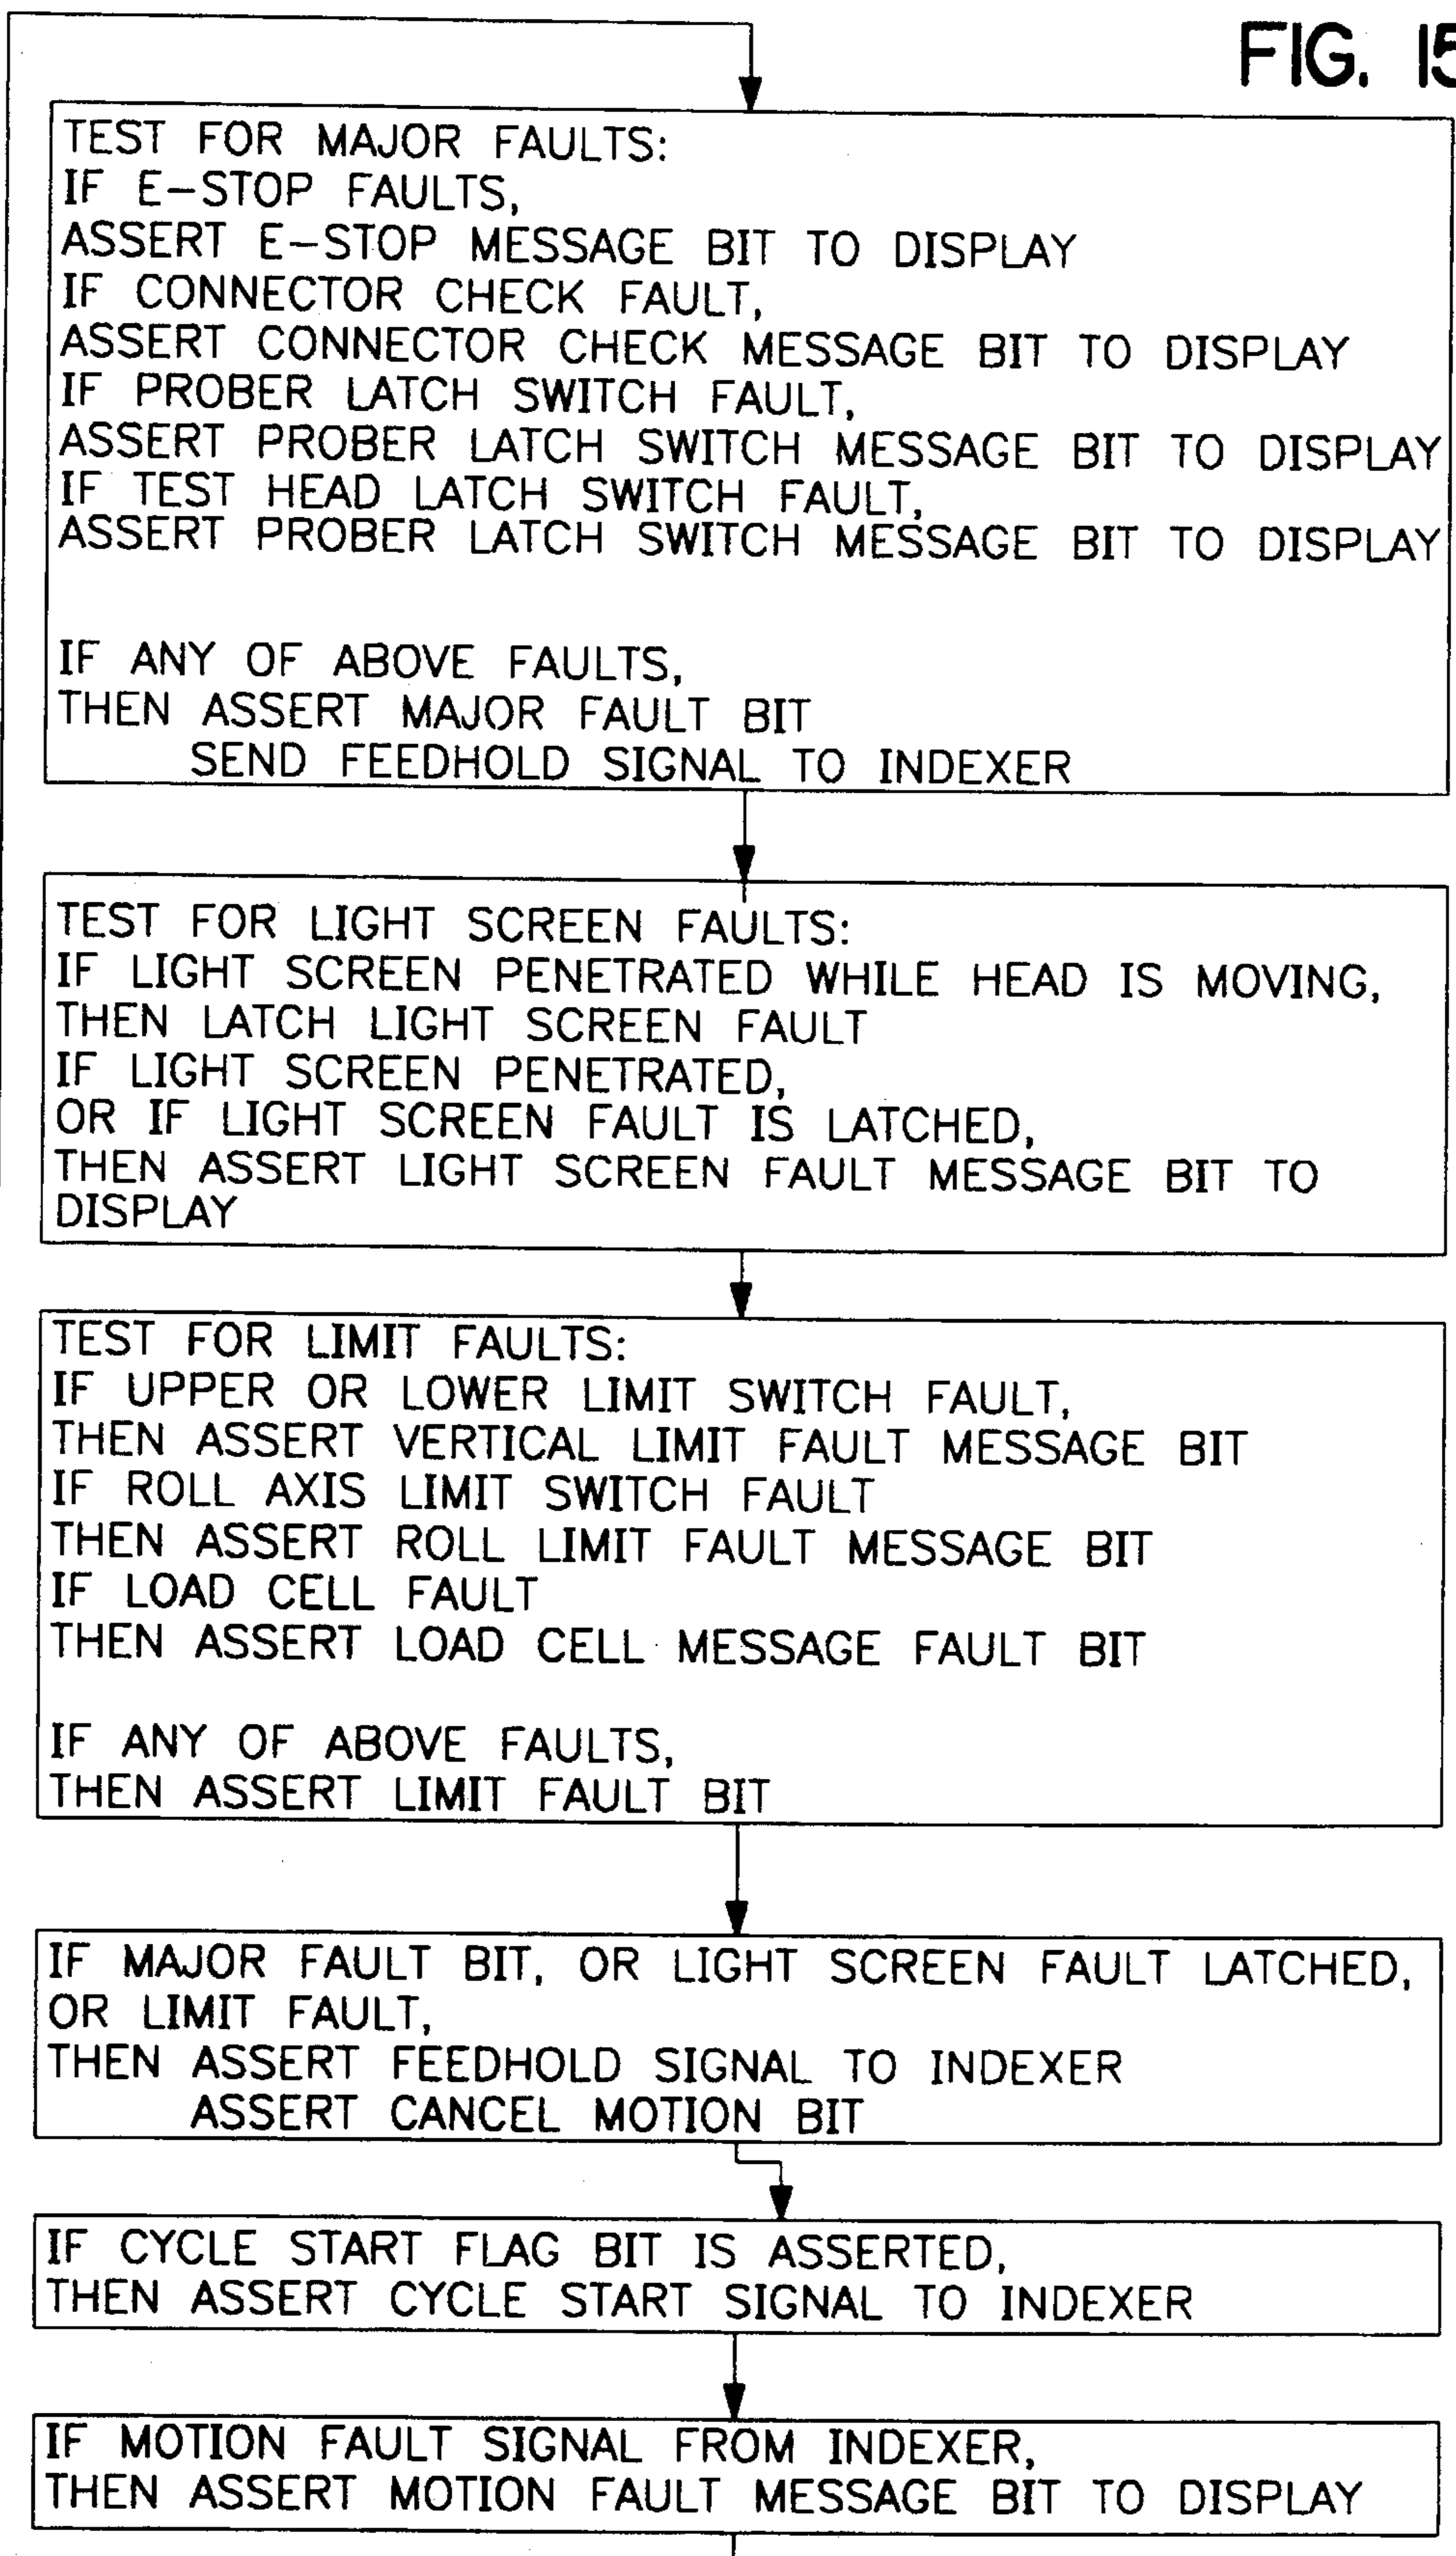 FIG. 15
TEST FOR MAJOR FAULTS:
IF E-STOP FAULTS,
ASSERT E-STOP MESSAGE BIT TO DISPLAY
IF CONNECTOR CHECK FAULT,
ASSERT CONNECTOR CHECK MESSAGE BIT TO DISPLAY
IF PROBER LATCH SWITCH FAULT,
ASSERT PROBER LATCH SWITCH MESSAGE BIT TO DISPLAY
IF TEST HEAD LATCH SWITCH FAULT,
ASSERT PROBER LATCH SWITCH MESSAGE BIT TO DISPLAY
IF ANY OF ABOVE FAULTS,
THEN ASSERT MAJOR FAULT BIT
SEND FEEDHOLD SIGNAL TO INDEXER
TEST FOR LIGHT SCREEN FAULTS:
IF LIGHT SCREEN PENETRATED WHILE HEAD IS MOVING,
THEN LATCH LIGHT SCREEN FAULT
IF LIGHT SCREEN PENETRATED,
OR IF LIGHT SCREEN FAULT IS LATCHED,
THEN ASSERT LIGHT SCREEN FAULT MESSAGE BIT TO
DISPLAY
TEST FOR LIMIT FAULTS:
IF UPPER OR LOWER LIMIT SWITCH FAULT,
THEN ASSERT VERTICAL LIMIT FAULT MESSAGE BIT
IF ROLL AXIS LIMIT SWITCH FAULT
THEN ASSERT ROLL LIMIT FAULT MESSAGE BIT
IF LOAD CELL FAULT
THEN ASSERT LOAD CELL MESSAGE FAULT BIT
IF ANY OF ABOVE FAULTS,
THEN ASSERT LIMIT FAULT BIT
IF MAJOR FAULT BIT, OR LIGHT SCREEN FAULT LATCHED,
OR LIMIT FAULT,
THEN ASSERT FEEDHOLD SIGNAL TO INDEXER
ASSERT CANCEL MOTION BIT
IF CYCLE START FLAG BIT IS ASSERTED,
THEN ASSERT CYCLE START SIGNAL TO INDEXER
IF MOTION FAULT SIGNAL FROM INDEXER,
THEN ASSERT MOTION FAULT MESSAGE BIT TO DISPLAY